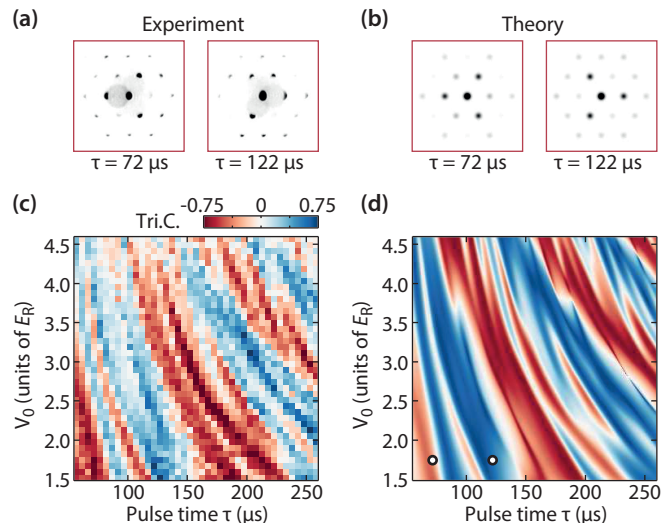 (a) Experiment
(b) Theory
τ = 72 μs τ = 122 μs
τ = 72 μs τ = 122 μs
(c) Tri.C. -0.75 0 0.75
(d)
V0 (units of ER)
4.5
4.0
3.5
3.0
2.5
2.0
1.5
100 150 200 250
Pulse time τ (μs)
V0 (units of ER)
4.5
4.0
3.5
3.0
2.5
2.0
1.5
100 150 200 250
Pulse time τ (μs)